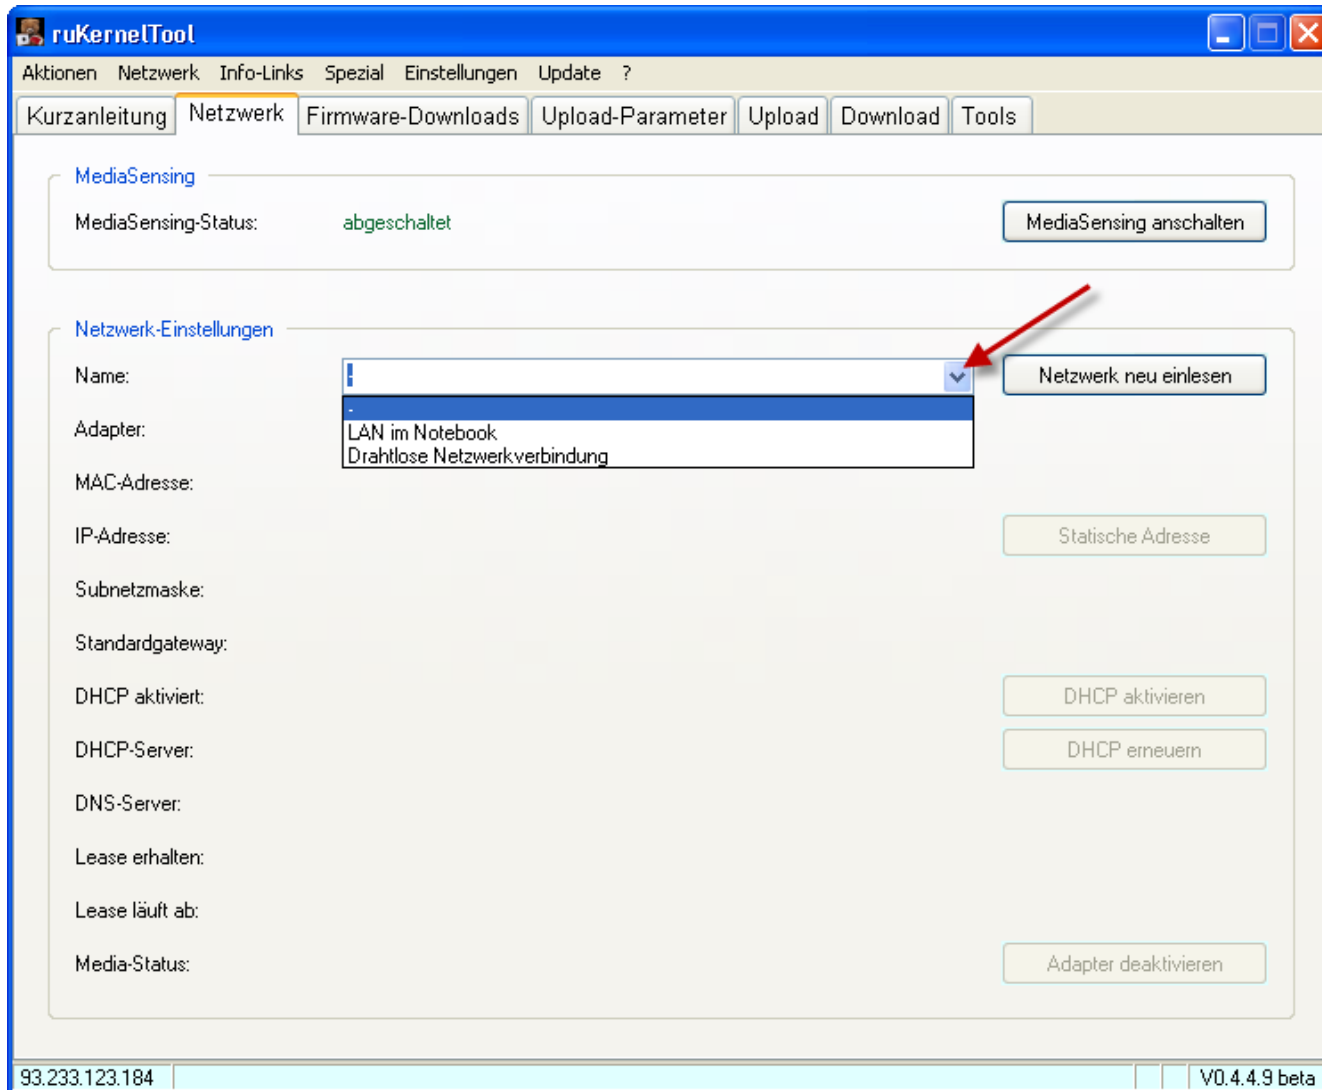 ruKernelTool
Aktionen Netzwerk Info-Links Spezial Einstellungen Update ?
Kurzanleitung Netzwerk Firmware-Downloads Upload-Parameter Upload Download Tools
MediaSensing
MediaSensing-Status: abgeschaltet MediaSensing anschalten
Netzwerk-Einstellungen
Name: - Netzwerk neu einlesen
-
Adapter: LAN im Notebook
Drahtlose Netzwerkverbindung
MAC-Adresse:
IP-Adresse: Statische Adresse
Subnetzmaske:
Standardgateway:
DHCP aktiviert: DHCP aktivieren
DHCP-Server: DHCP erneuern
DNS-Server:
Lease erhalten:
Lease läuft ab:
Media-Status: Adapter deaktivieren
93.233.123.184 V0.4.4.9 beta